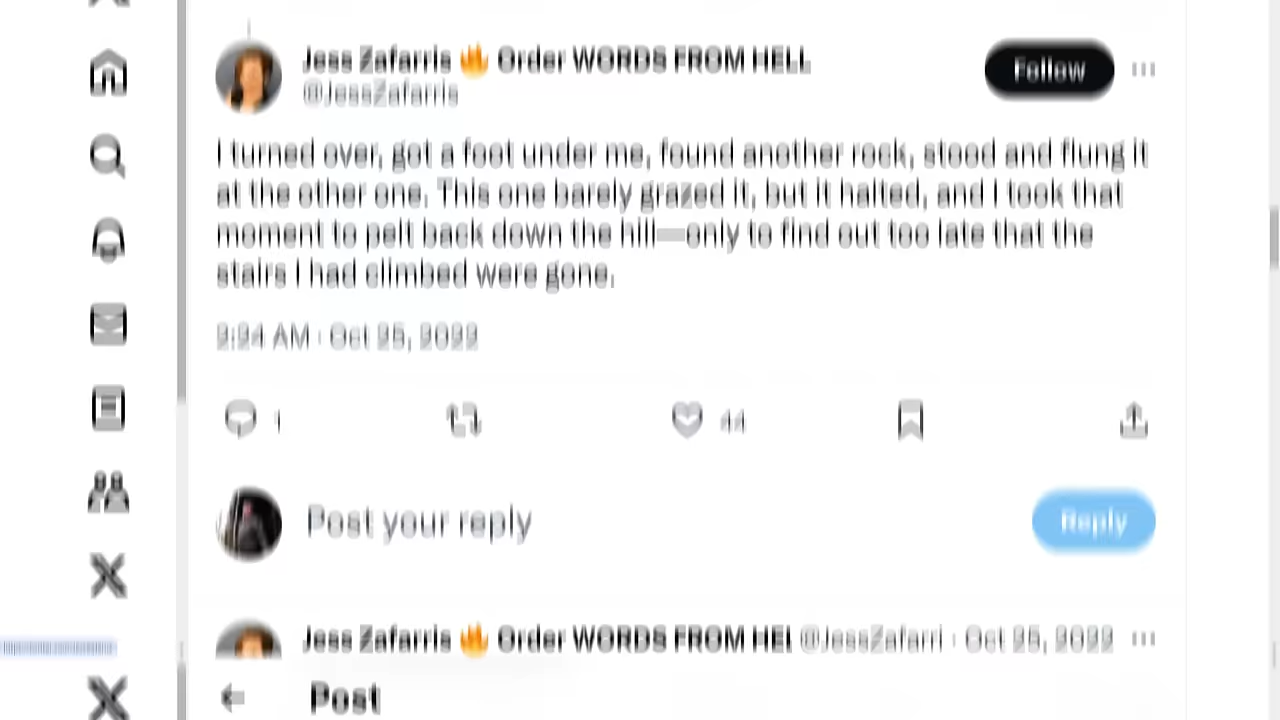 Jess Zafarris 🔥 Order WORDS FROM HELL
@JessZafarris
Follow
I turned over, got a foot under me, found another rock, stood and flung it
at the other one. This one barely grazed it, but it halted, and I took that
moment to pelt back down the hill—only to find out too late that the
stairs I had climbed were gone.
AM · Oct 25, 2022
1
44
Post your reply
Reply
Jess Zafarris 🔥 Order WORDS FROM HEL @JessZafarri · Oct 25, 2022
Post